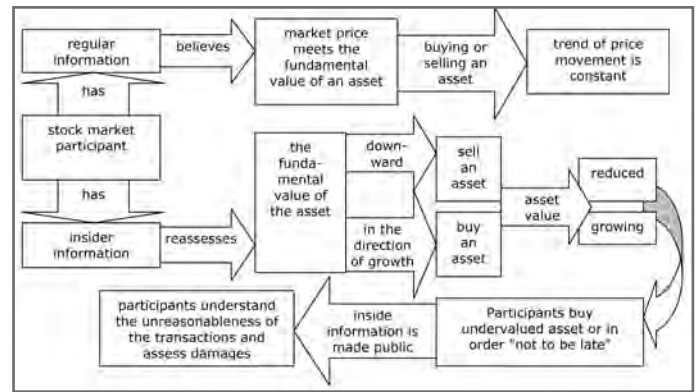 regular
information
believes
market price
meets the
fundamental
value of an asset
buying or
selling an
asset
trend of price
movement is
constant
has
stock market
participant
has
insider
information
reassesses
the
funda-
mental
value of
the asset
down-
ward
sell
an
asset
in the
direction
of growth
buy
an
asset
asset
value
reduced
growing
Participants buy
undervalued asset or in
order "not to be late"
inside
information is
made public
participants understand
the unreasonableness of
the transactions and
assess damages